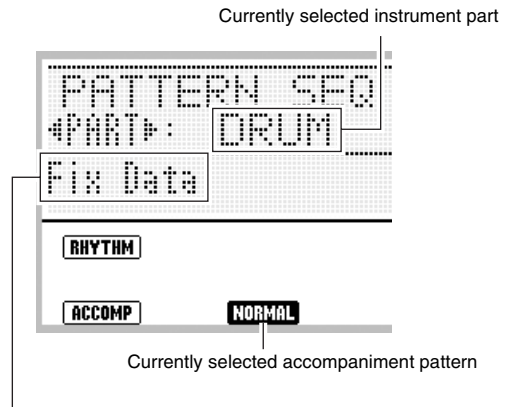 Currently selected instrument part
PATTERN SEQ
◀PART▶: DRUM
Fix Data
RHYTHM
ACCOMP NORMAL
Currently selected accompaniment pattern